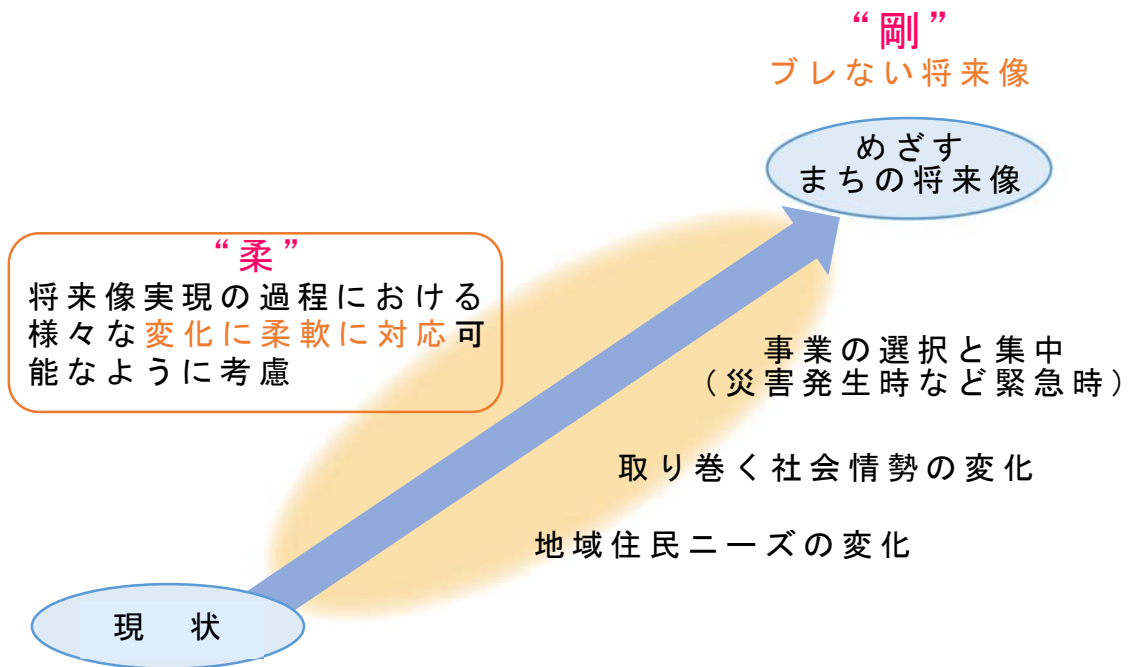 “剛”
ブレない将来像
めざす
まちの将来像
“柔”
将来像実現の過程における
様々な変化に柔軟に対応可
能なように考慮
事業の選択と集中
（災害発生時など緊急時）
取り巻く社会情勢の変化
地域住民ニーズの変化
現　状